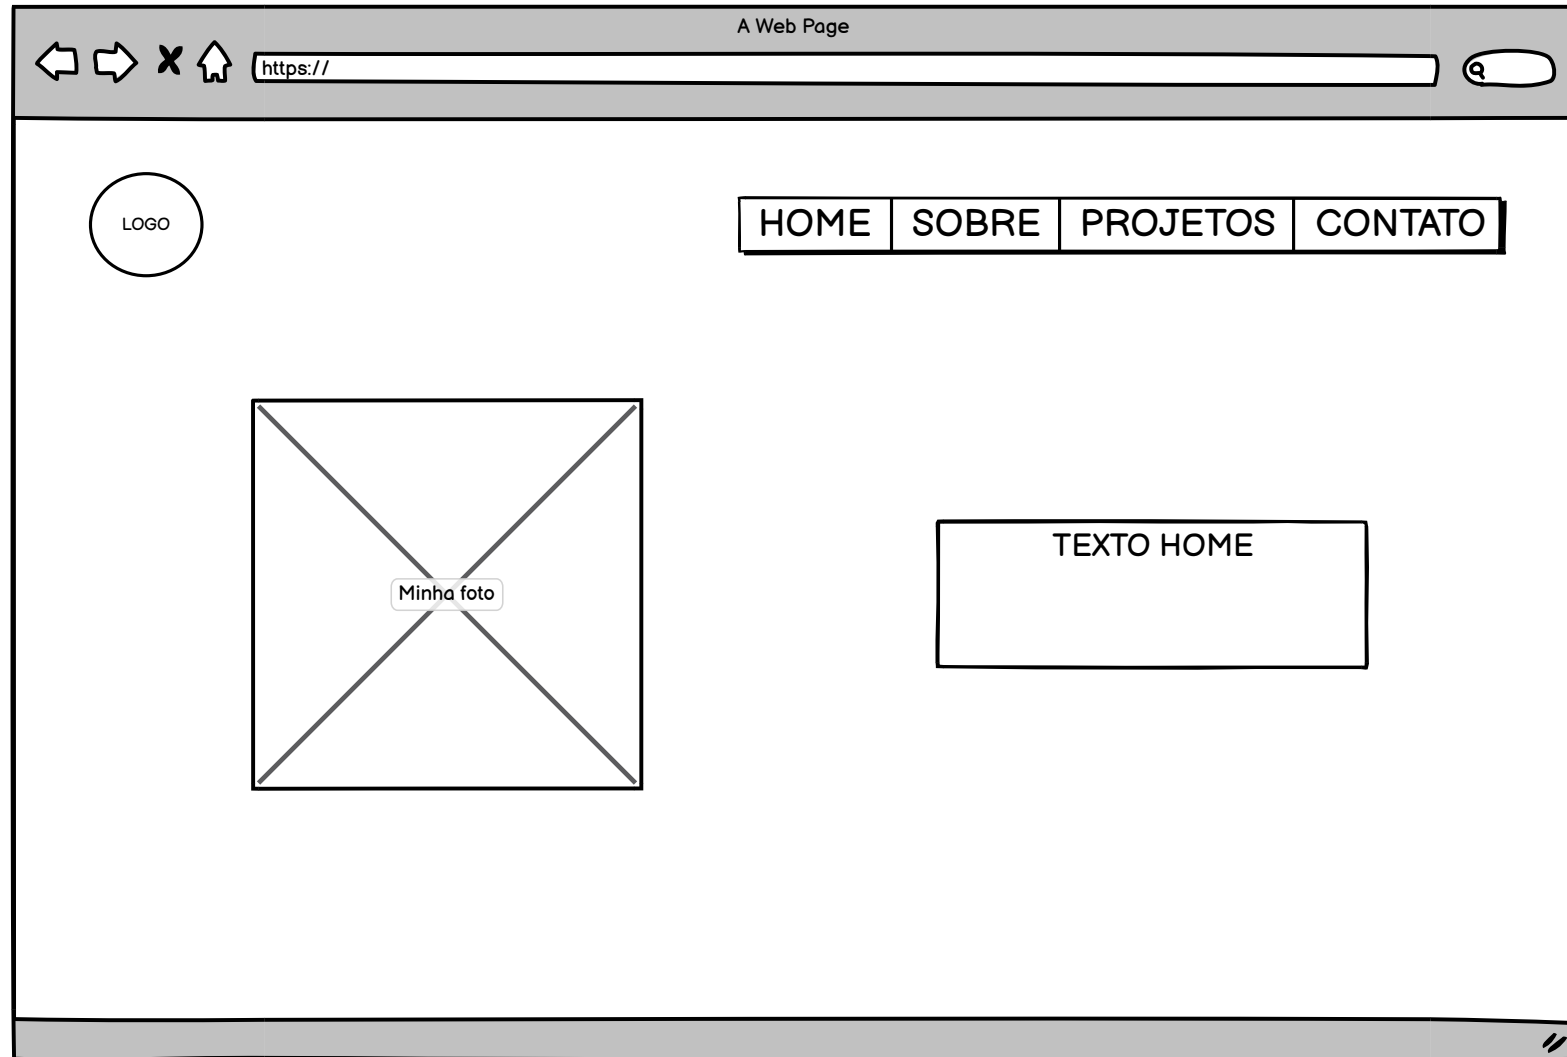 A Web Page
https://
LOGO
HOME SOBRE PROJETOS CONTATO
Minha foto
TEXTO HOME